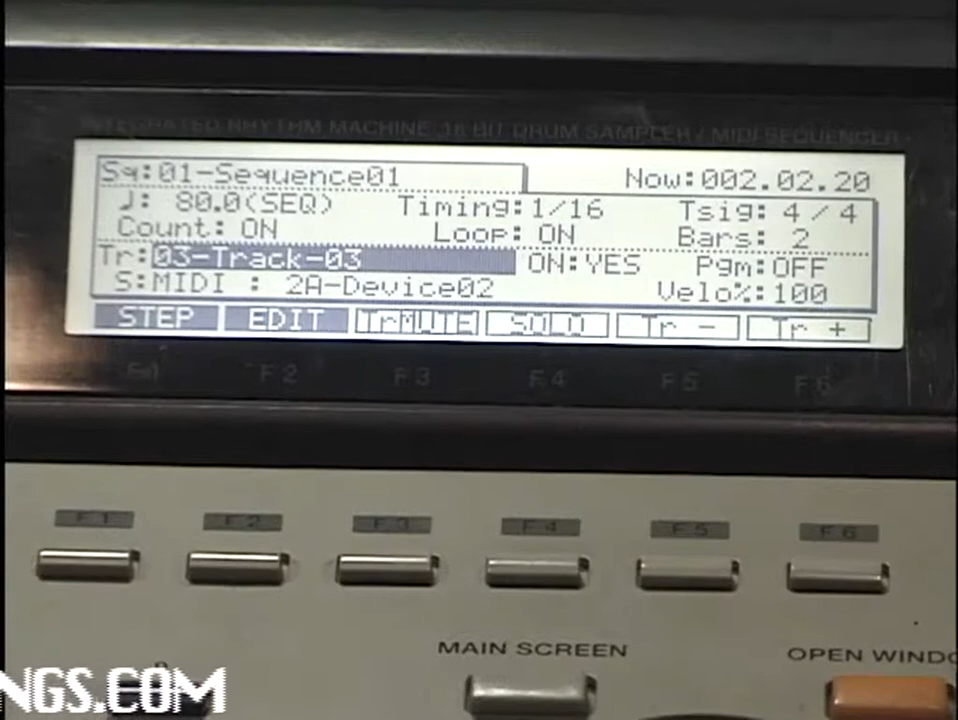 INTEGRATED RHYTHM MACHINE 16 BIT DRUM SAMPLER / MIDI SEQUENCER
Sq:01-Sequence01 Now:002.02.20
♩: 80.0(SEQ) Timing:1/16 Tsig: 4 / 4
Count: ON Loop: ON Bars: 2
Tr:03-Track-03 ON:YES Pgm:OFF
S:MIDI : 2A-Device02 Velo%:100
STEP EDIT TrMUTE SOLO Tr - Tr +
F2 F3 F4 F5 F6
F1 F2 F3 F4 F5 F6
MAIN SCREEN
NGS.COM